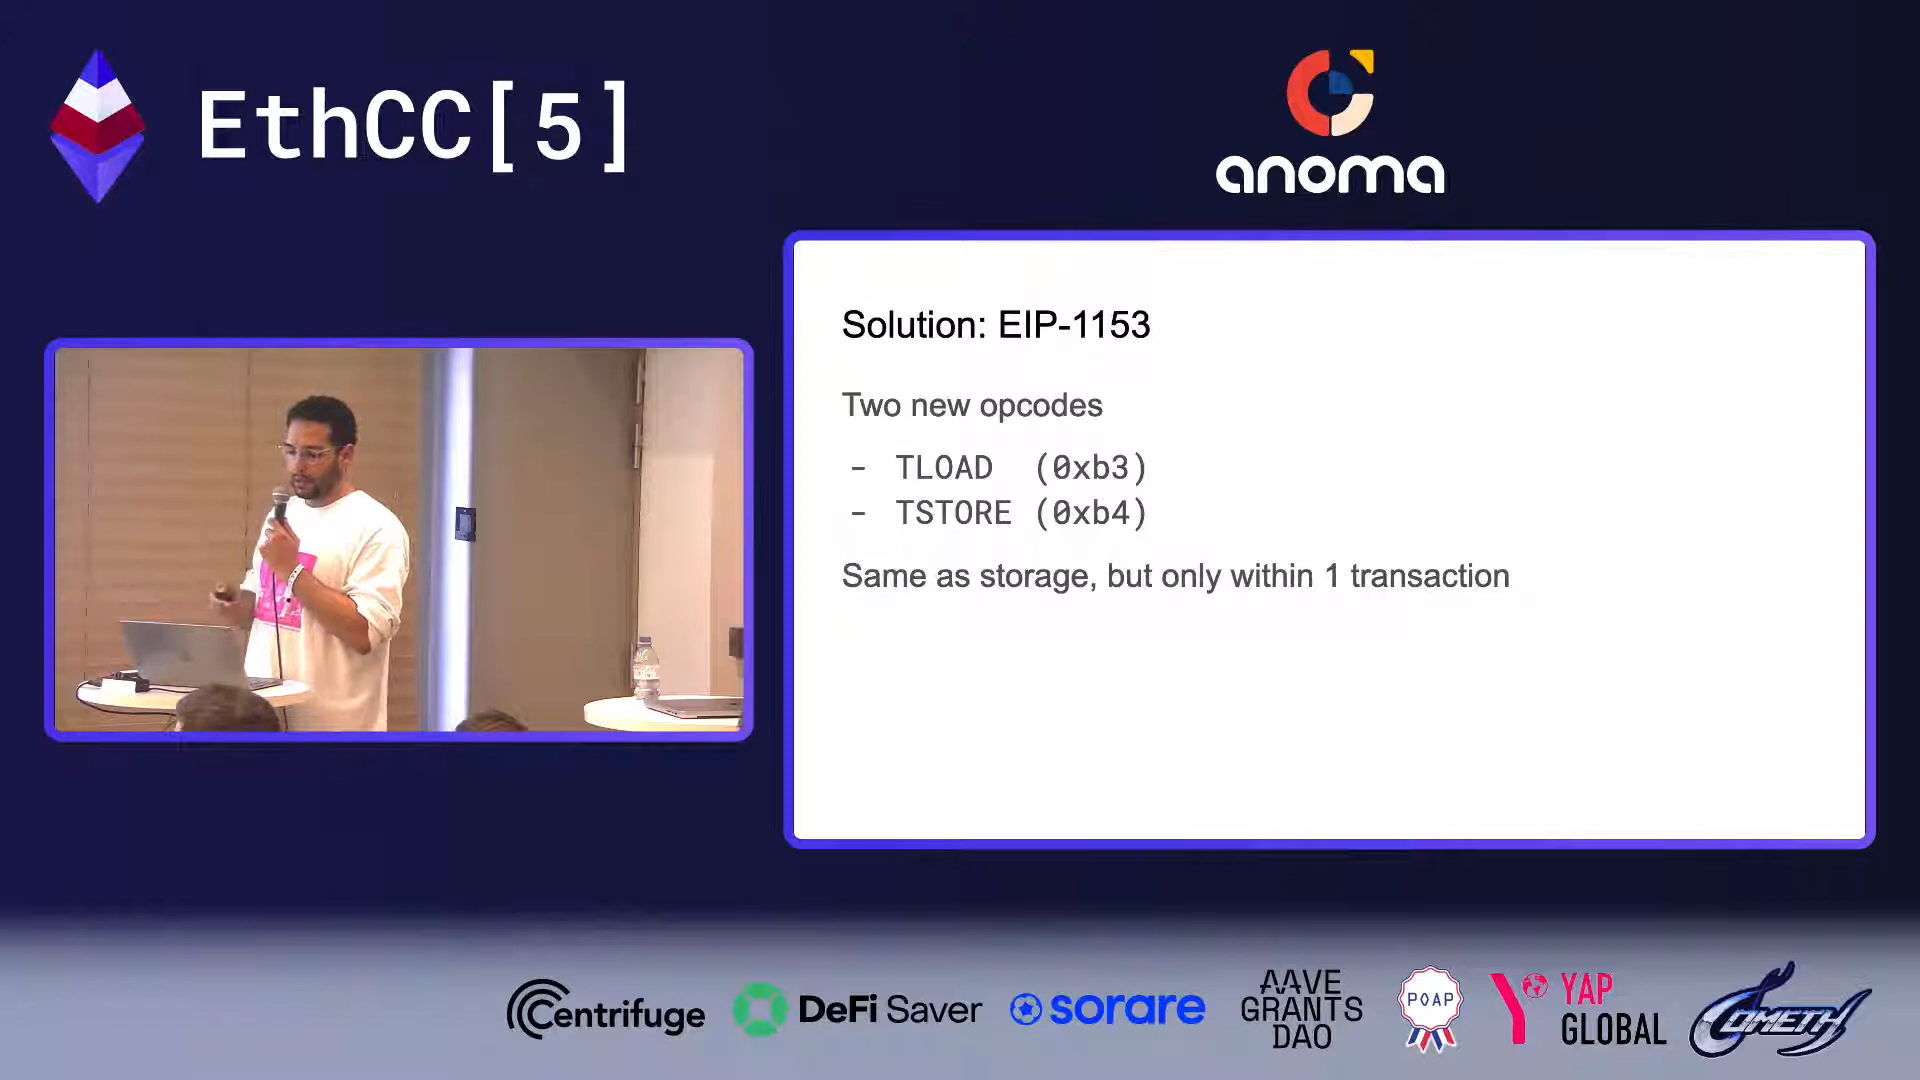 EthCC[5]
anoma
Solution: EIP-1153
Two new opcodes
- TLOAD (0xb3)
- TSTORE (0xb4)
Same as storage, but only within 1 transaction
Centrifuge
DeFi Saver
sorare
AAVE
GRANTS
DAO
POAP
YAP
GLOBAL
COMETH